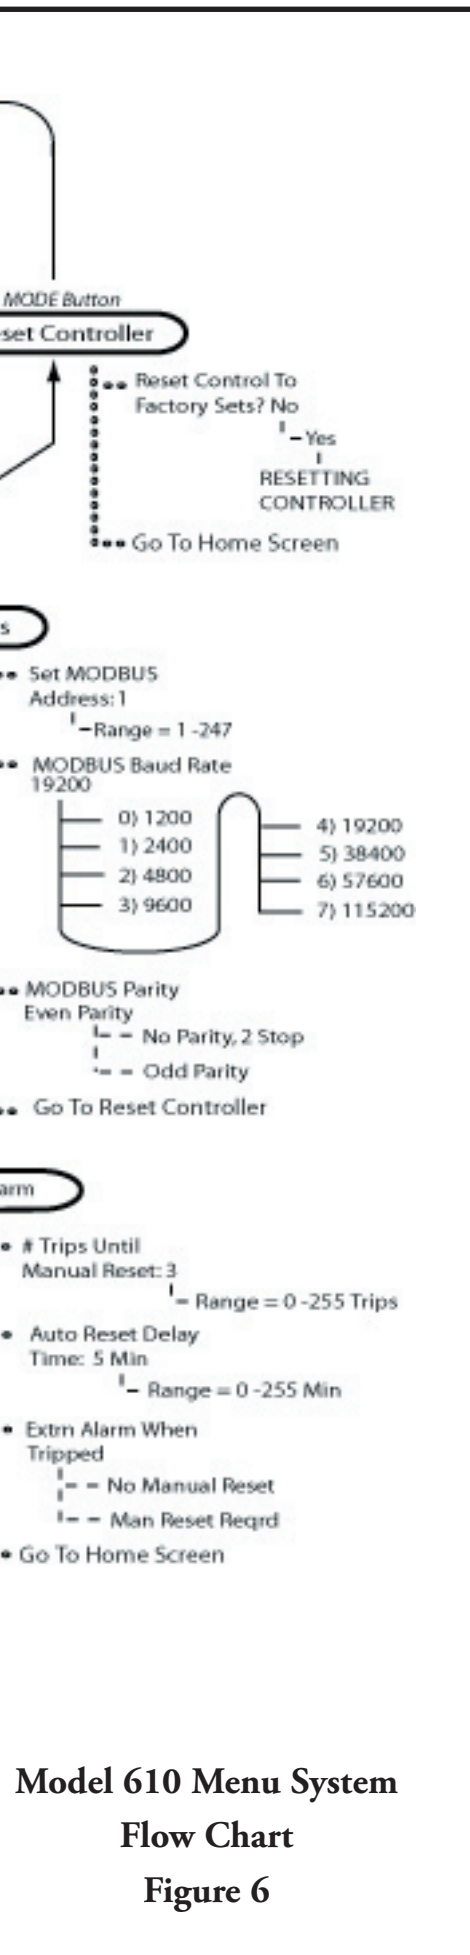 MODE Button
set Controller
Reset Control To
Factory Sets? No
Yes
RESETTING
CONTROLLER
Go To Home Screen
s
Set MODBUS
Address: 1
Range = 1 -247
MODBUS Baud Rate
19200
0) 1200
1) 2400
2) 4800
3) 9600
4) 19200
5) 38400
6) 57600
7) 115200
MODBUS Parity
Even Parity
No Parity, 2 Stop
Odd Parity
Go To Reset Controller
arm
# Trips Until
Manual Reset: 3
Range = 0 -255 Trips
Auto Reset Delay
Time: 5 Min
Range = 0 -255 Min
Extrn Alarm When
Tripped
No Manual Reset
Man Reset Reqrd
Go To Home Screen
Model 610 Menu System
Flow Chart
Figure 6